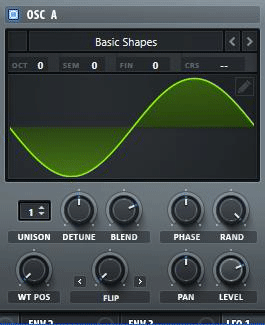 OSC A
Basic Shapes
OCT 0 SEM 0 FIN 0 CRS --
1
UNISON DETUNE BLEND PHASE RAND
WT POS FLIP PAN LEVEL
ENV 2 ENV 3 LFO 1